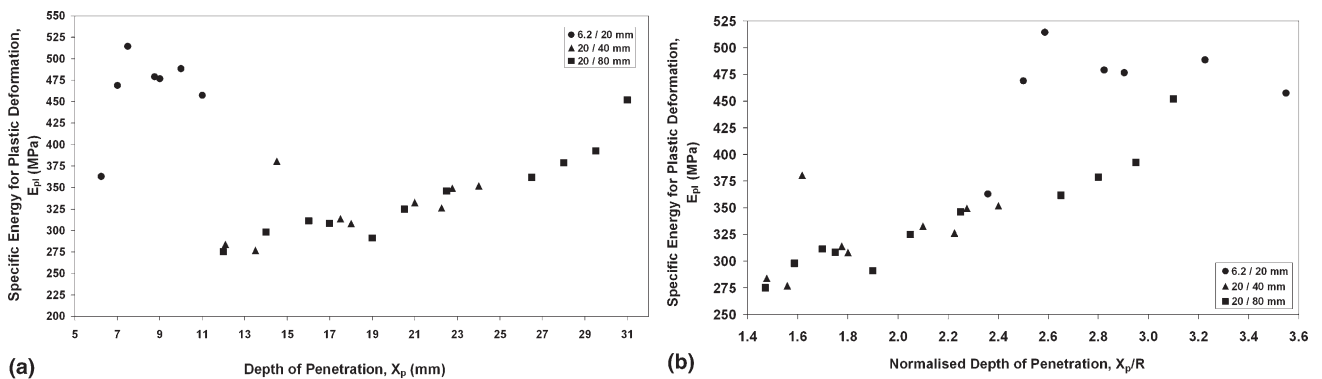 550
525
500
475
450
425
400
375
350
325
300
275
250
225
200
Specific Energy for Plastic Deformation,
Epl (MPa)
6.2 / 20 mm
20 / 40 mm
20 / 80 mm
5 7 9 11 13 15 17 19 21 23 25 27 29 31
(a)
Depth of Penetration, Xp (mm)
525
500
475
450
425
400
375
350
325
300
275
250
Specific Energy for Plastic Deformation,
Epl (MPa)
6.2 / 20 mm
20 / 40 mm
20 / 80 mm
1.4 1.6 1.8 2.0 2.2 2.4 2.6 2.8 3.0 3.2 3.4 3.6
(b)
Normalised Depth of Penetration, Xp/R